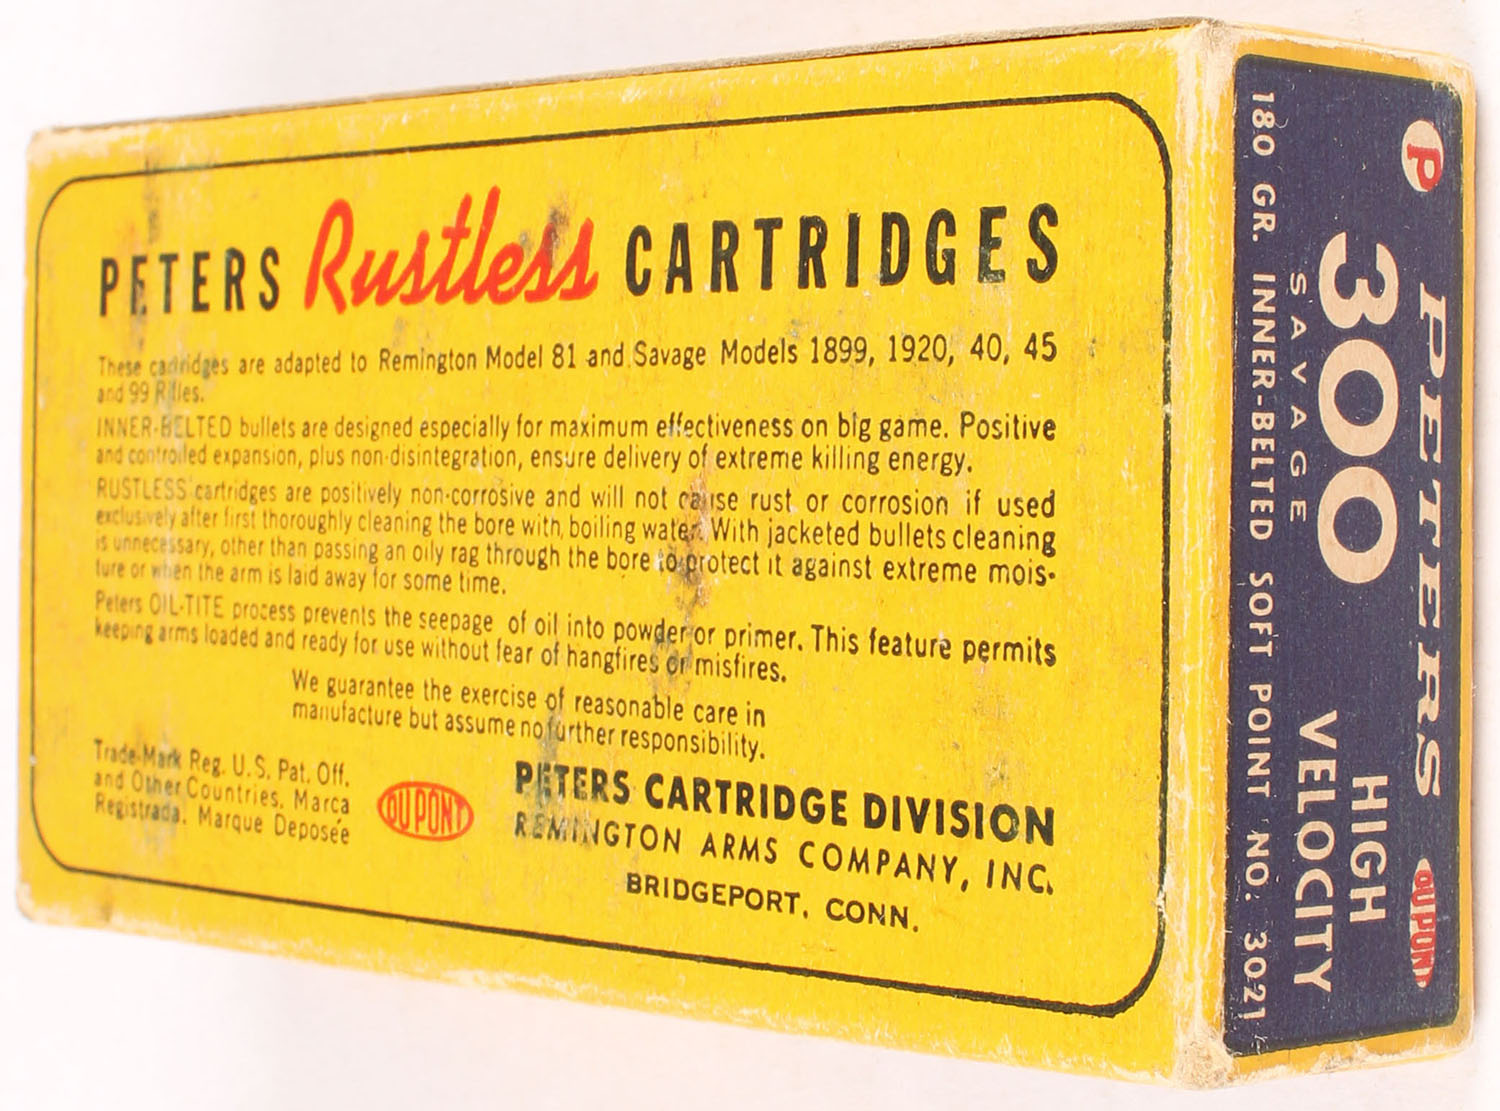 PETERS Rustless CARTRIDGES
These cartridges are adapted to Remington Model 81 and Savage Models 1899, 1920, 40, 45
and 99 Rifles.
INNER-BELTED bullets are designed especially for maximum effectiveness on big game. Positive
and controlled expansion, plus non-disintegration, ensure delivery of extreme killing energy.
RUSTLESS cartridges are positively non-corrosive and will not cause rust or corrosion if used
exclusively after first thoroughly cleaning the bore with boiling water. With jacketed bullets cleaning
is unnecessary, other than passing an oily rag through the bore to protect it against extreme mois-
ture or when the arm is laid away for some time.
Peters OIL-TITE process prevents the seepage of oil into powder or primer. This feature permits
keeping arms loaded and ready for use without fear of hangfires or misfires.
We guarantee the exercise of reasonable care in
manufacture but assume no further responsibility.
Trade-Mark Reg. U.S. Pat. Off.
and Other Countries. Marca
Registrada. Marque Deposée
DU PONT
PETERS CARTRIDGE DIVISION
REMINGTON ARMS COMPANY, INC.
BRIDGEPORT, CONN.
P PETERS DU PONT
300 HIGH
SAVAGE VELOCITY
180 GR. INNER-BELTED SOFT POINT NO. 3021